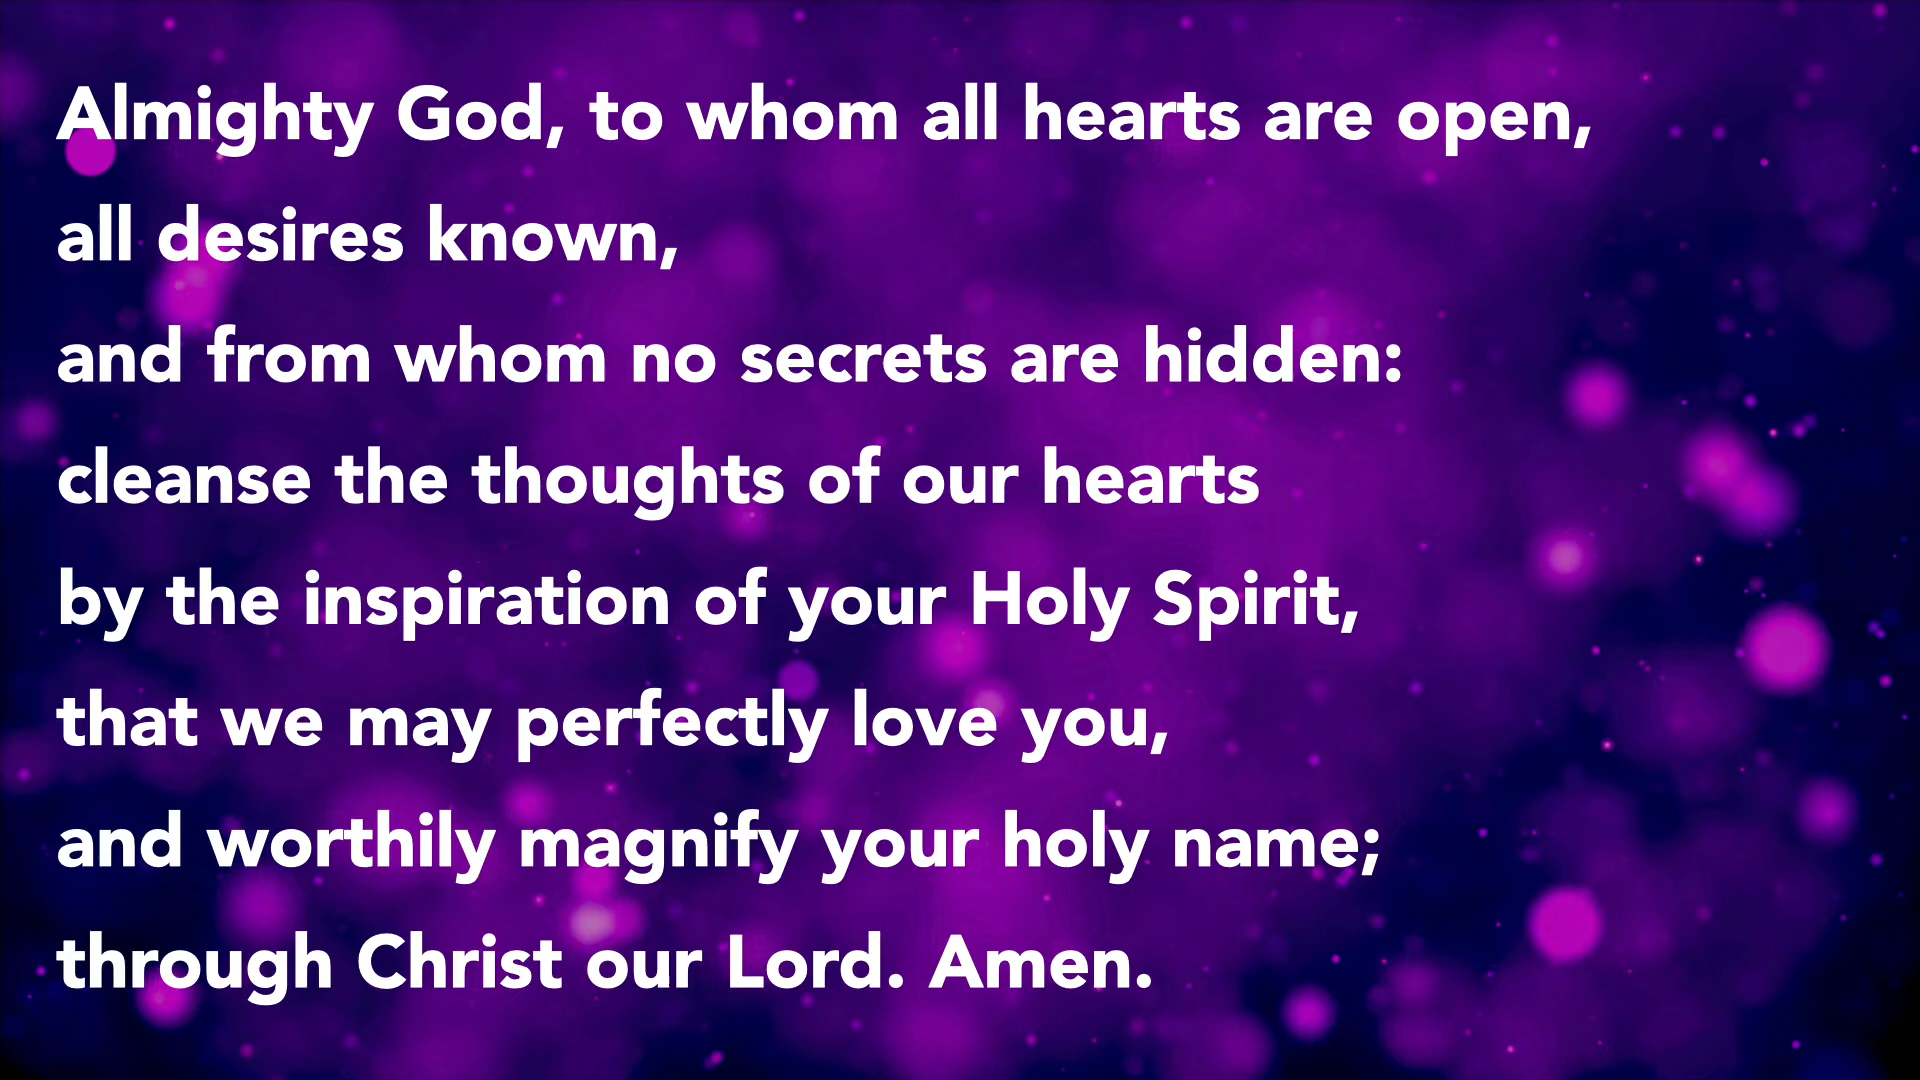 Almighty God, to whom all hearts are open,
all desires known,
and from whom no secrets are hidden:
cleanse the thoughts of our hearts
by the inspiration of your Holy Spirit,
that we may perfectly love you,
and worthily magnify your holy name;
through Christ our Lord. Amen.